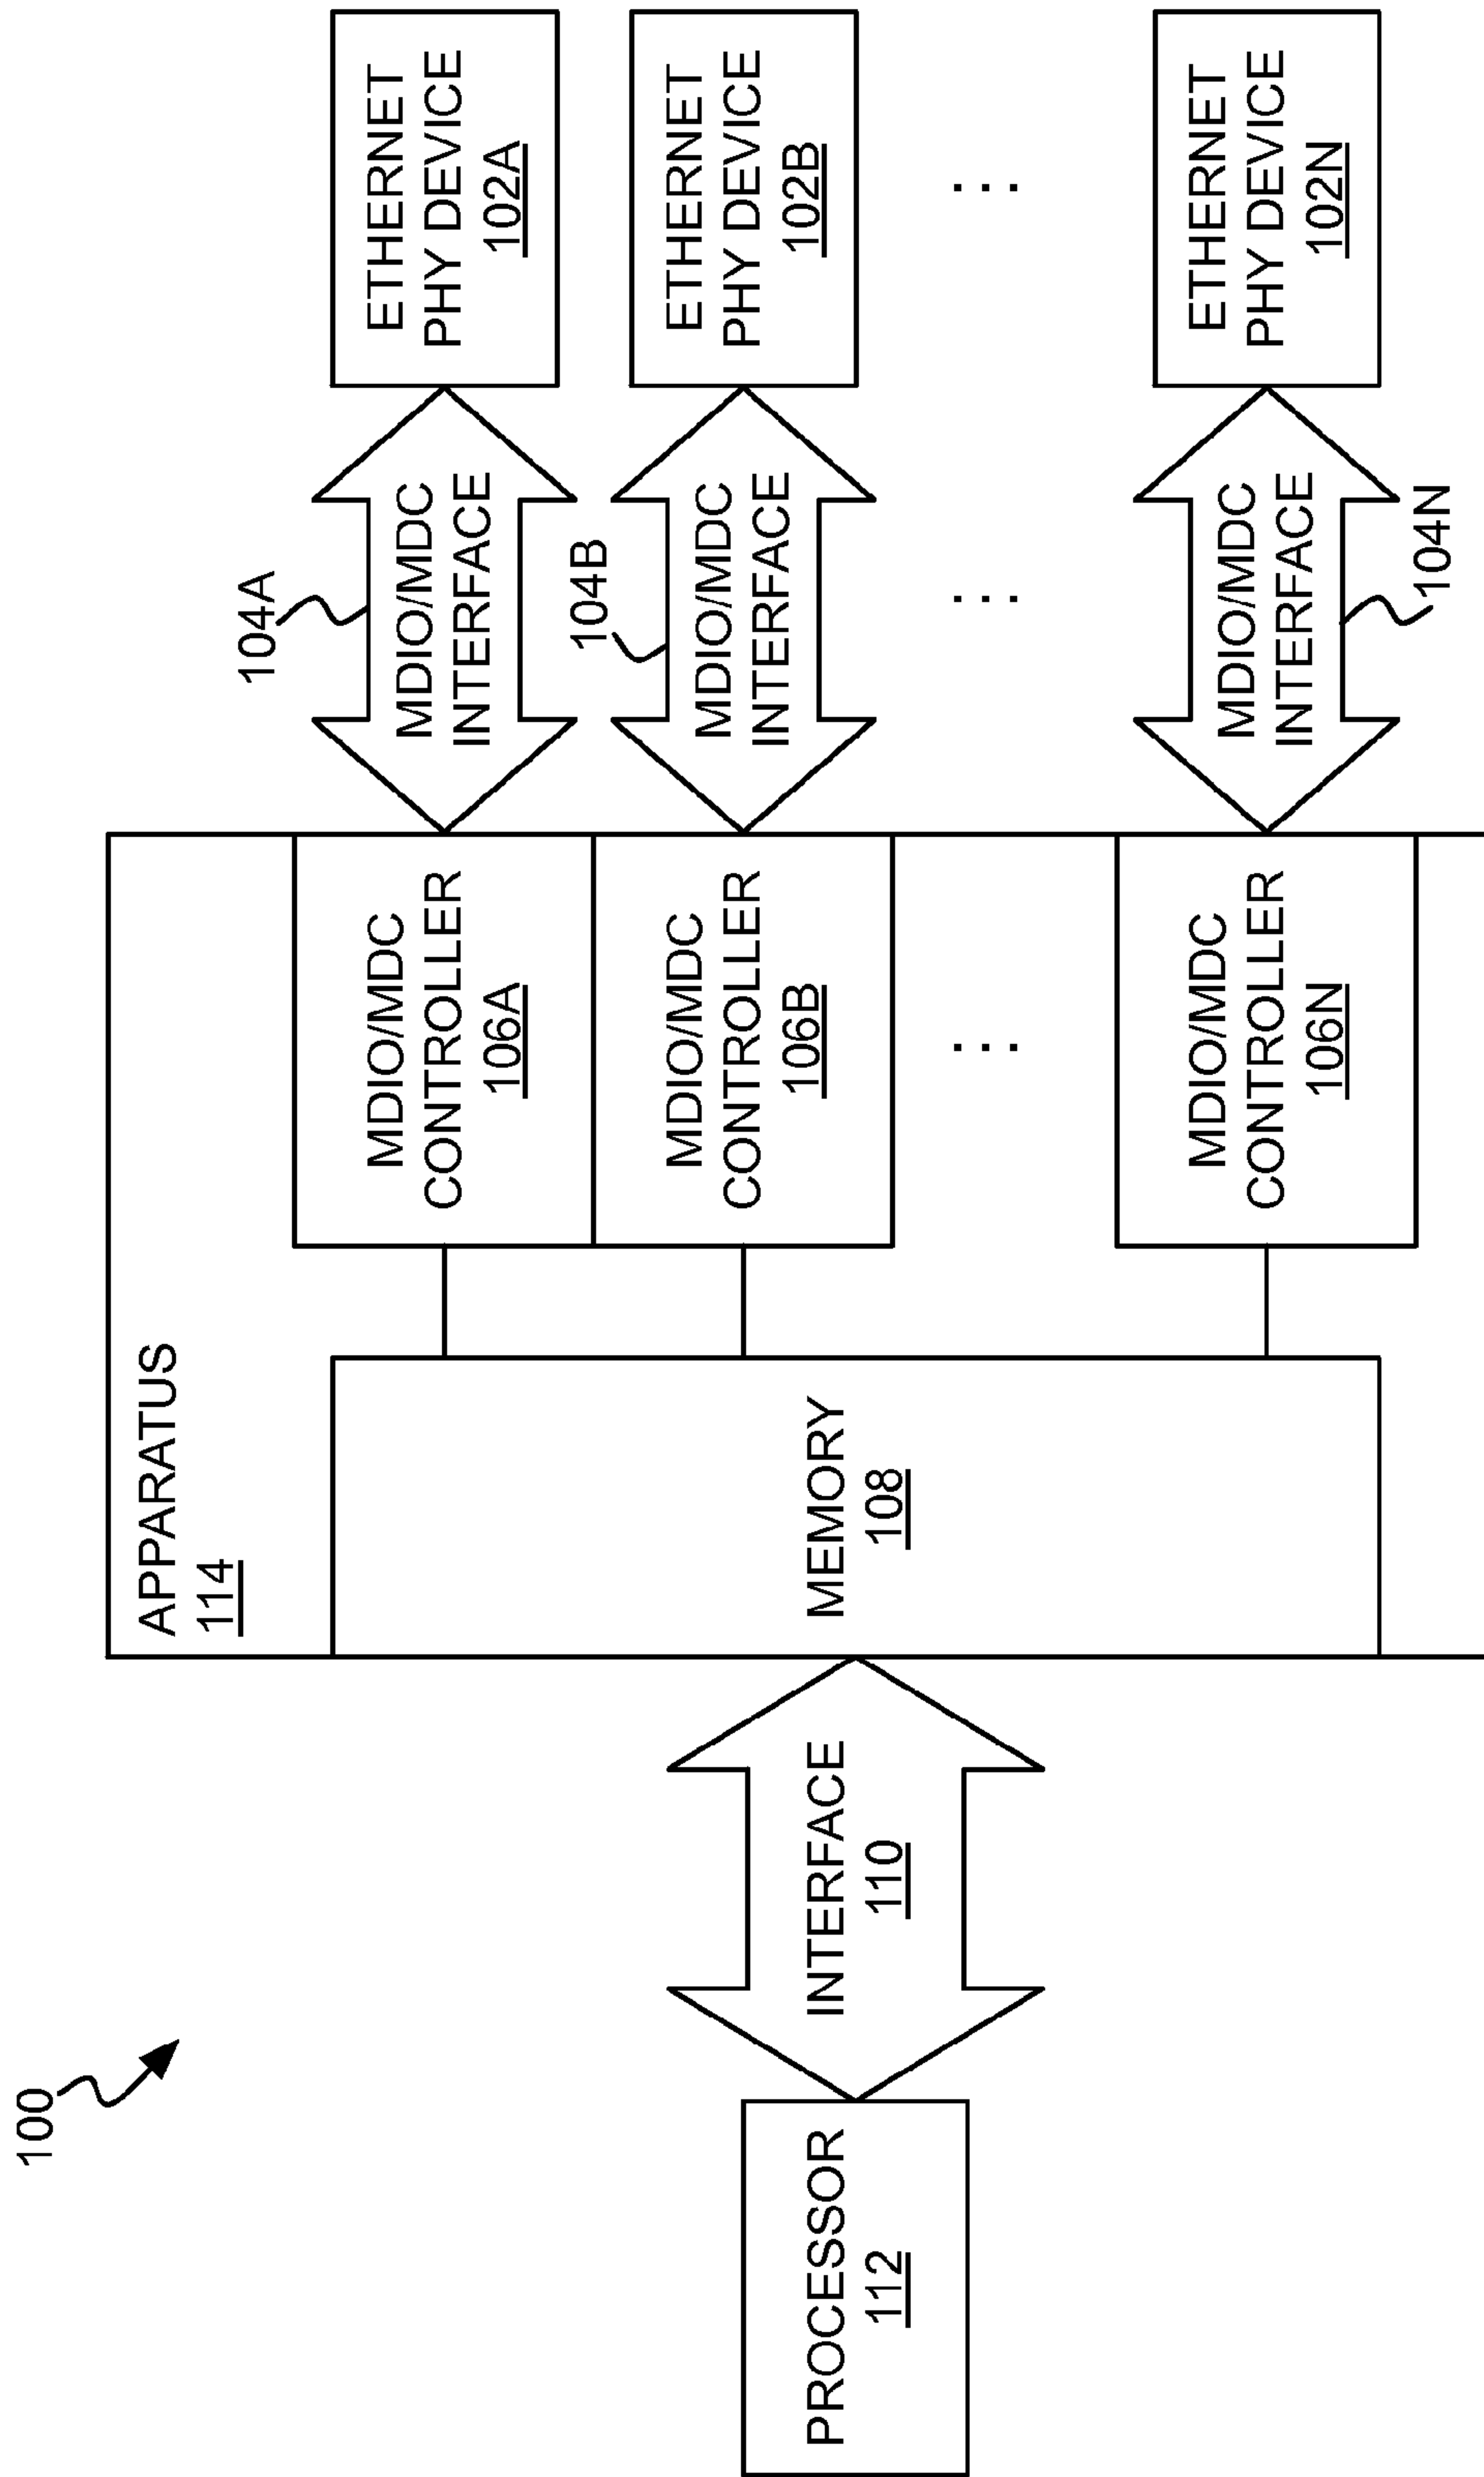 100
PROCESSOR
112
INTERFACE
110
APPARATUS
114
MEMORY
108
MDIO/MDC
CONTROLLER
106A
MDIO/MDC
CONTROLLER
106B
...
MDIO/MDC
CONTROLLER
106N
104A
MDIO/MDC
INTERFACE
104B
MDIO/MDC
INTERFACE
...
MDIO/MDC
INTERFACE
104N
ETHERNET
PHY DEVICE
102A
ETHERNET
PHY DEVICE
102B
...
ETHERNET
PHY DEVICE
102N